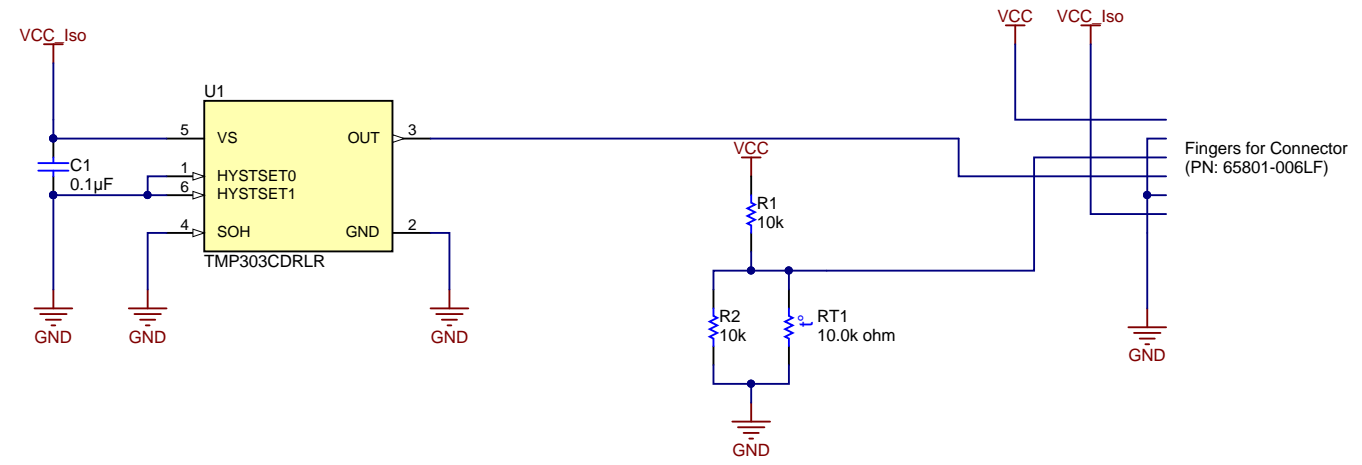 VCC
VCC_Iso
VCC_Iso
U1
5
VS
OUT
3
Fingers for Connector
(PN: 65801-006LF)
VCC
C1
0.1µF
1
HYSTSET0
6
HYSTSET1
R1
10k
4
SOH
GND
2
TMP303CDRLR
R2
10k
t°
RT1
10.0k ohm
GND
GND
GND
GND
GND